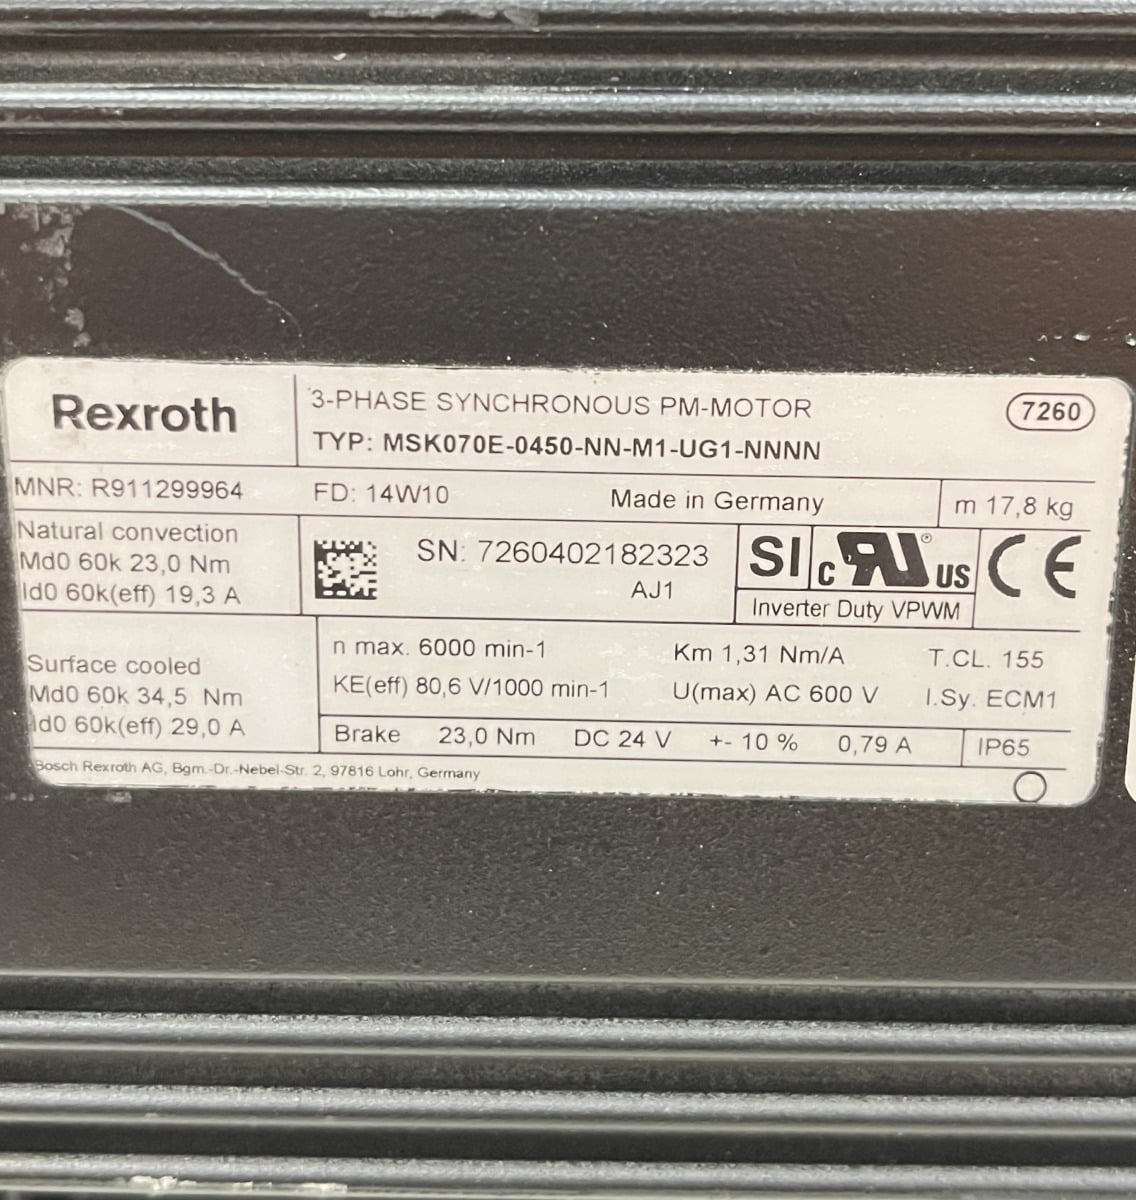 Rexroth
3-PHASE SYNCHRONOUS PM-MOTOR
7260
TYP: MSK070E-0450-NN-M1-UG1-NNNN
MNR: R911299964
FD: 14W10
Made in Germany
m 17,8 kg
Natural convection
Md0 60k 23,0 Nm
Id0 60k(eff) 19,3 A
SN: 7260402182323
AJ1
SI
c RU US
CE
Inverter Duty VPWM
Surface cooled
Md0 60k 34,5 Nm
Id0 60k(eff) 29,0 A
n max. 6000 min-1
Km 1,31 Nm/A
T.CL. 155
KE(eff) 80,6 V/1000 min-1
U(max) AC 600 V
I.Sy. ECM1
Brake 23,0 Nm DC 24 V +- 10 % 0,79 A
IP65
Bosch Rexroth AG, Bgm.-Dr.-Nebel-Str. 2, 97816 Lohr, Germany